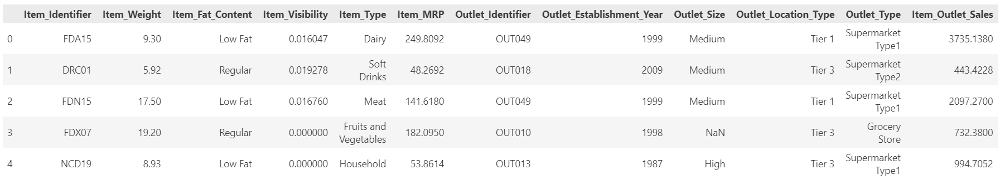 Item_Identifier Item_Weight Item_Fat_Content Item_Visibility Item_Type Item_MRP Outlet_Identifier Outlet_Establishment_Year Outlet_Size Outlet_Location_Type Outlet_Type Item_Outlet_Sales
0 FDA15 9.30 Low Fat 0.016047 Dairy 249.8092 OUT049 1999 Medium Tier 1 Supermarket Type1 3735.1380
1 DRC01 5.92 Regular 0.019278 Soft Drinks 48.2692 OUT018 2009 Medium Tier 3 Supermarket Type2 443.4228
2 FDN15 17.50 Low Fat 0.016760 Meat 141.6180 OUT049 1999 Medium Tier 1 Supermarket Type1 2097.2700
3 FDX07 19.20 Regular 0.000000 Fruits and Vegetables 182.0950 OUT010 1998 NaN Tier 3 Grocery Store 732.3800
4 NCD19 8.93 Low Fat 0.000000 Household 53.8614 OUT013 1987 High Tier 3 Supermarket Type1 994.7052